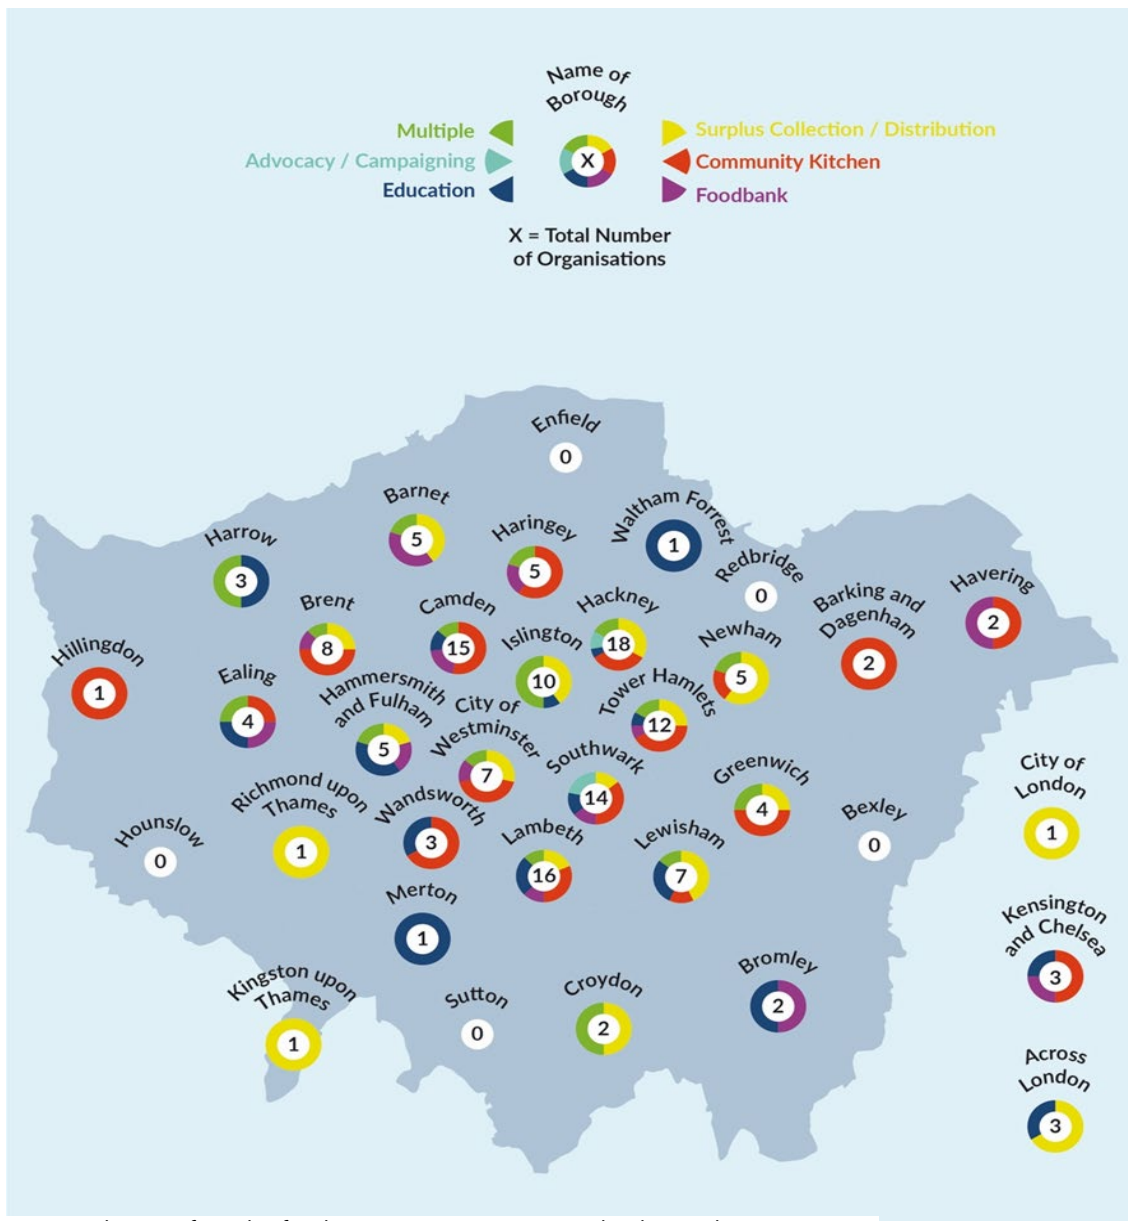 Name of
Borough
Multiple
Advocacy / Campaigning
Education
X
Surplus Collection / Distribution
Community Kitchen
Foodbank
X = Total Number
of Organisations
Enfield
0
Barnet
5
Harrow
3
Haringey
5
Waltham Forrest
1
Redbridge
0
Brent
8
Camden
15
Hackney
18
Barking and
Dagenham
2
Havering
2
Hillingdon
1
Ealing
4
Islington
10
Newham
5
Hammersmith
and Fulham
5
City of
Westminster
7
Tower Hamlets
12
Southwark
14
Greenwich
4
City of
London
1
Richmond upon
Thames
1
Wandsworth
3
Hounslow
0
Lambeth
16
Lewisham
7
Bexley
0
Merton
1
Kensington
and Chelsea
3
Kingston upon
Thames
1
Sutton
0
Croydon
2
Bromley
2
Across
London
3